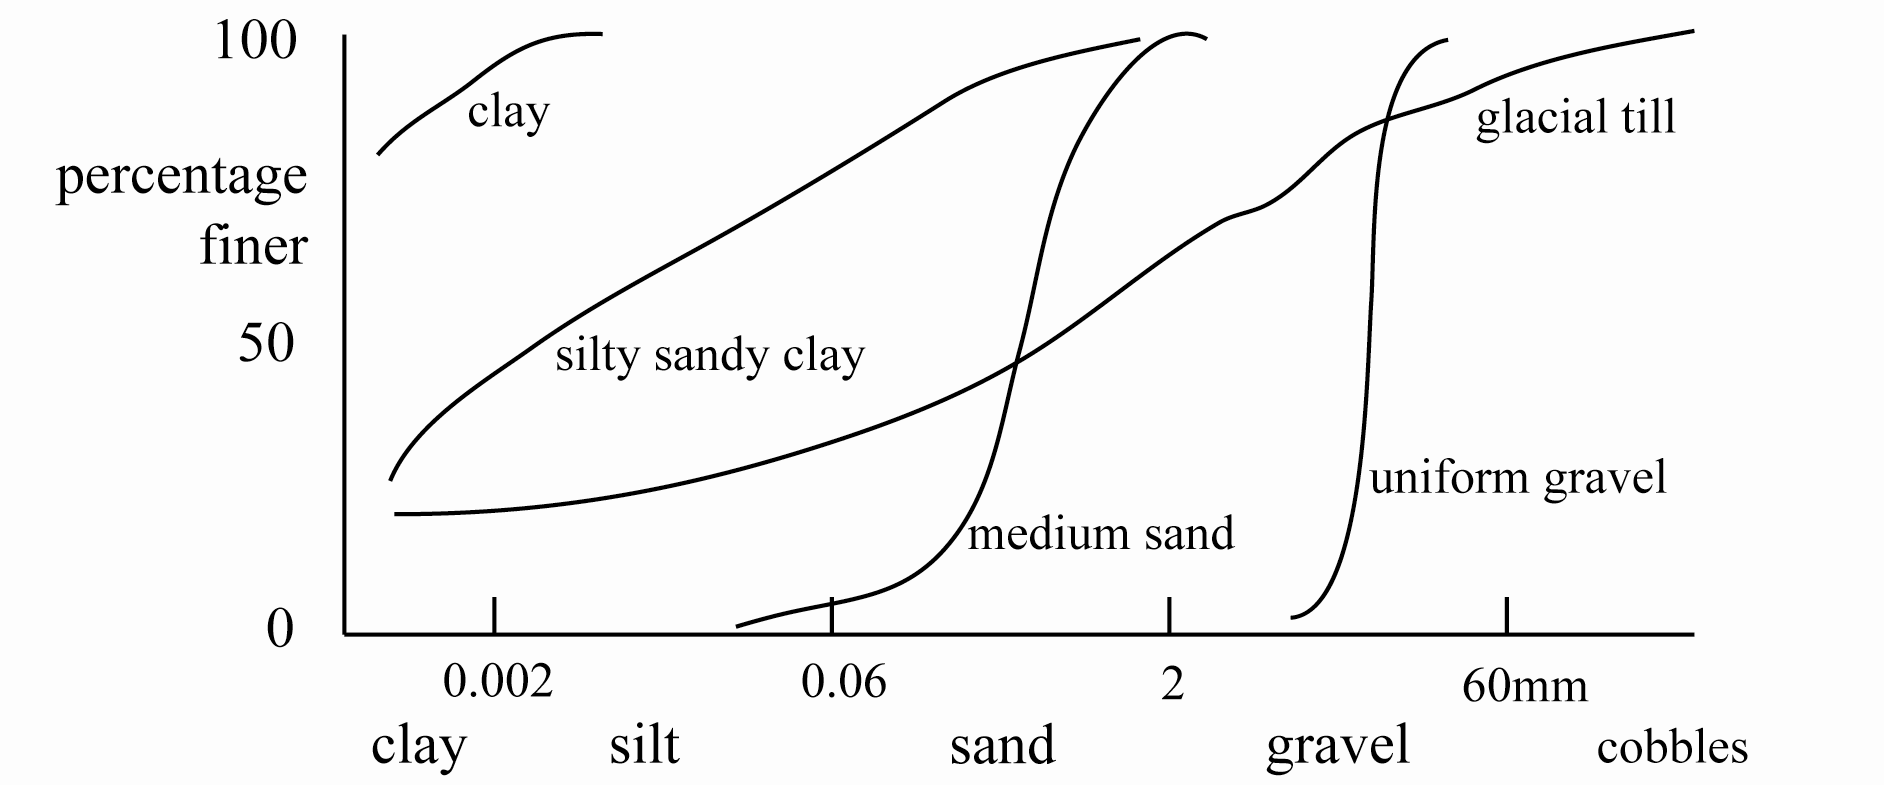 100
clay
glacial till
percentage
finer
50
silty sandy clay
uniform gravel
medium sand
0
0.002 0.06 2 60mm
clay silt sand gravel cobbles